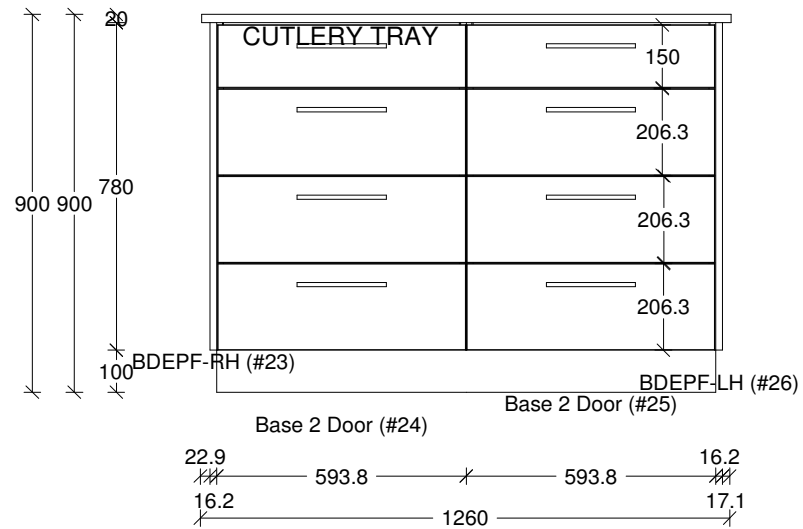 20
CUTLERY TRAY
150
206.3
780
900 900
206.3
206.3
BDEPF-RH (#23)
100
BDEPF-LH (#26)
Base 2 Door (#25)
Base 2 Door (#24)
22.9 16.2
593.8 593.8
16.2 17.1
1260